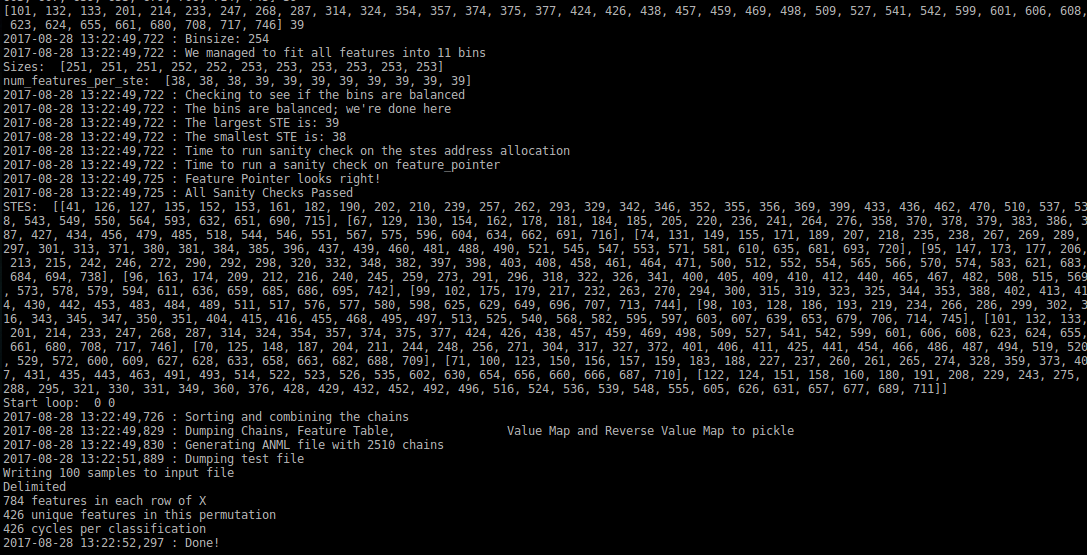 [101, 132, 133, 201, 214, 233, 247, 268, 287, 314, 324, 354, 357, 374, 375, 377, 424, 426, 438, 457, 459, 469, 498, 509, 527, 541, 542, 599, 601, 606, 608,
623, 624, 655, 661, 680, 708, 717, 746] 39
2017-08-28 13:22:49,722 : Binsize: 254
2017-08-28 13:22:49,722 : We managed to fit all features into 11 bins
Sizes:  [251, 251, 251, 252, 252, 253, 253, 253, 253, 253, 253]
num_features_per_ste:  [38, 38, 38, 39, 39, 39, 39, 39, 39, 39, 39]
2017-08-28 13:22:49,722 : Checking to see if the bins are balanced
2017-08-28 13:22:49,722 : The bins are balanced; we're done here
2017-08-28 13:22:49,722 : The largest STE is: 39
2017-08-28 13:22:49,722 : The smallest STE is: 38
2017-08-28 13:22:49,722 : Time to run sanity check on the stes address allocation
2017-08-28 13:22:49,722 : Time to run a sanity check on feature_pointer
2017-08-28 13:22:49,725 : Feature Pointer looks right!
2017-08-28 13:22:49,725 : All Sanity Checks Passed
STES:  [[41, 126, 127, 135, 152, 153, 161, 182, 190, 202, 210, 239, 257, 262, 293, 329, 342, 346, 352, 355, 356, 369, 399, 433, 436, 462, 470, 510, 537, 53
8, 543, 549, 550, 564, 593, 632, 651, 690, 715], [67, 129, 130, 154, 162, 178, 181, 184, 185, 205, 220, 236, 241, 264, 276, 358, 370, 378, 379, 383, 386, 3
87, 427, 434, 456, 479, 485, 518, 544, 546, 551, 567, 575, 596, 604, 634, 662, 691, 716], [74, 131, 149, 155, 171, 189, 207, 218, 235, 238, 267, 269, 289,
297, 301, 313, 371, 380, 381, 384, 385, 396, 437, 439, 460, 481, 488, 490, 521, 545, 547, 553, 571, 581, 610, 635, 681, 693, 720], [95, 147, 173, 177, 206,
213, 215, 242, 246, 272, 290, 292, 298, 320, 332, 348, 382, 397, 398, 403, 408, 458, 461, 464, 471, 500, 512, 552, 554, 565, 566, 570, 574, 583, 621, 683,
684, 694, 738], [96, 163, 174, 209, 212, 216, 240, 245, 259, 273, 291, 296, 318, 322, 326, 341, 400, 405, 409, 410, 412, 440, 465, 467, 482, 508, 515, 569
, 573, 578, 579, 594, 611, 636, 659, 685, 686, 695, 742], [99, 102, 175, 179, 217, 232, 263, 270, 294, 300, 315, 319, 323, 325, 344, 353, 388, 402, 413, 41
, 430, 442, 453, 483, 484, 489, 511, 517, 576, 577, 580, 598, 625, 629, 649, 696, 707, 713, 744], [98, 103, 128, 186, 193, 219, 234, 266, 286, 299, 302, 3
16, 343, 345, 347, 350, 351, 404, 415, 416, 455, 468, 495, 497, 513, 525, 540, 568, 582, 595, 597, 603, 607, 639, 653, 679, 706, 714, 745], [101, 132, 133,
201, 214, 233, 247, 268, 287, 314, 324, 354, 357, 374, 375, 377, 424, 426, 438, 457, 459, 469, 498, 509, 527, 541, 542, 599, 601, 606, 608, 623, 624, 655,
661, 680, 708, 717, 746], [70, 125, 148, 187, 204, 211, 244, 248, 256, 271, 304, 317, 327, 372, 401, 406, 411, 425, 441, 454, 466, 486, 487, 494, 519, 520
, 529, 572, 600, 609, 627, 628, 633, 658, 663, 682, 688, 709], [71, 100, 123, 150, 156, 157, 159, 183, 188, 227, 237, 260, 261, 265, 274, 328, 359, 373, 40
7, 431, 435, 443, 463, 491, 493, 514, 522, 523, 526, 535, 602, 630, 654, 656, 660, 666, 687, 710], [122, 124, 151, 158, 160, 180, 191, 208, 229, 243, 275,
288, 295, 321, 330, 331, 349, 360, 376, 428, 429, 432, 452, 492, 496, 516, 524, 536, 539, 548, 555, 605, 626, 631, 657, 677, 689, 711]]
Start loop:  0 0
2017-08-28 13:22:49,726 : Sorting and combining the chains
2017-08-28 13:22:49,829 : Dumping Chains, Feature Table,                Value Map and Reverse Value Map to pickle
2017-08-28 13:22:49,830 : Generating ANML file with 2510 chains
2017-08-28 13:22:51,889 : Dumping test file
Writing 100 samples to input file
Delimited
784 features in each row of X
426 unique features in this permutation
426 cycles per classification
2017-08-28 13:22:52,297 : Done!